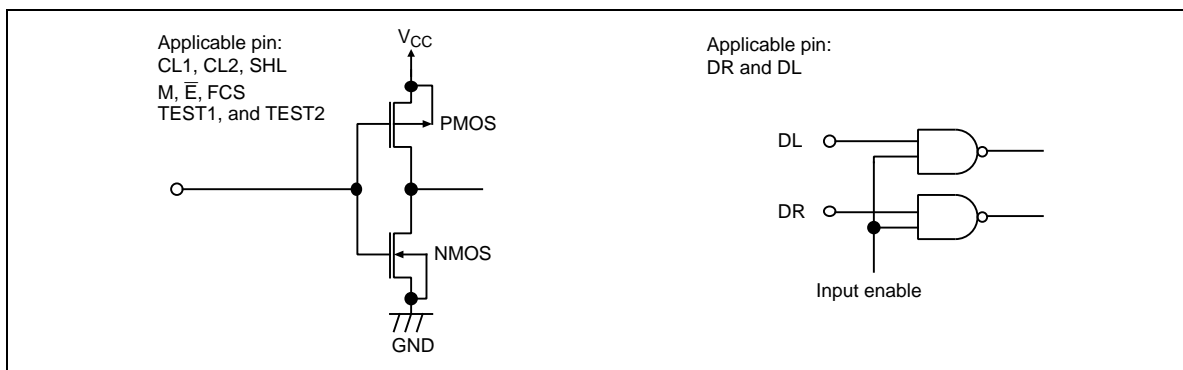 Applicable pin:
CL1, CL2, SHL
M, E̅, FCS
TEST1, and TEST2
VCC
PMOS
NMOS
GND
Applicable pin:
DR and DL
DL
DR
Input enable